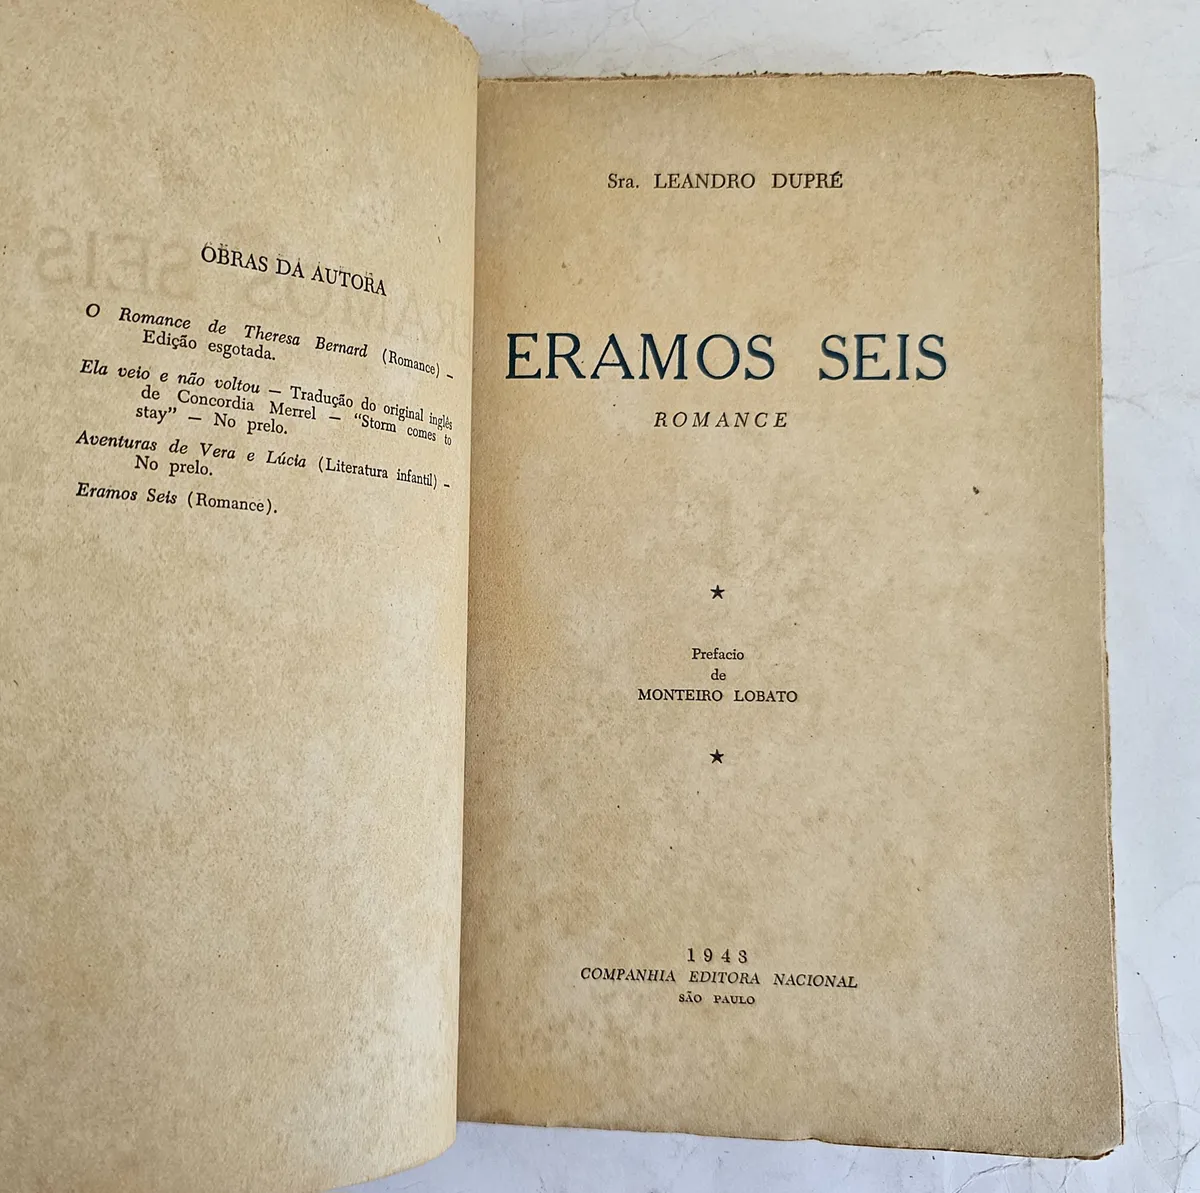 OBRAS DA AUTORA
O Romance de Theresa Bernard (Romance) –
Edição esgotada.
Ela veio e não voltou — Tradução do original inglês
de Concordia Merrel — “Storm comes to
stay” — No prelo.
Aventuras de Vera e Lúcia (Literatura infantil) –
No prelo.
Eramos Seis (Romance).
Sra. LEANDRO DUPRÉ
ERAMOS SEIS
ROMANCE
★
Prefacio
de
MONTEIRO LOBATO
★
1943
COMPANHIA EDITORA NACIONAL
SÃO PAULO